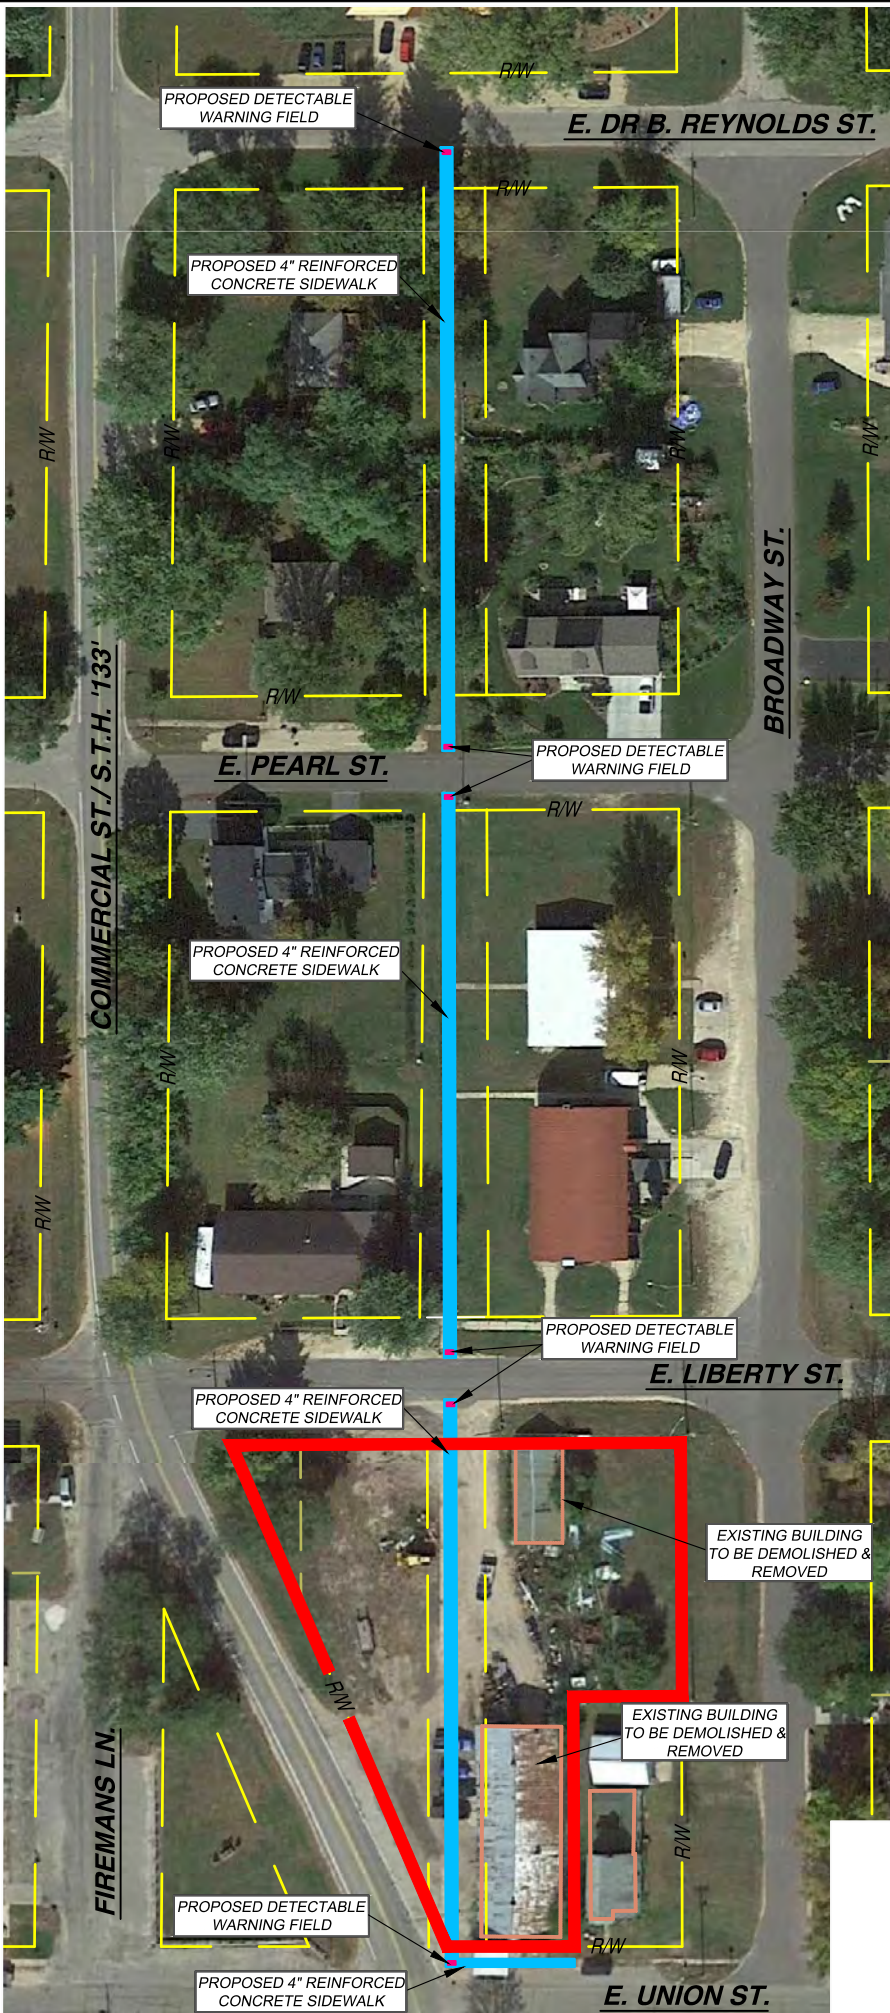 R/W
PROPOSED DETECTABLE
WARNING FIELD
E. DR B. REYNOLDS ST.
R/W
PROPOSED 4" REINFORCED
CONCRETE SIDEWALK
R/W
R/W
R/W
R/W
BROADWAY ST.
COMMERCIAL ST./ S.T.H. '133'
R/W
PROPOSED DETECTABLE
WARNING FIELD
E. PEARL ST.
R/W
PROPOSED 4" REINFORCED
CONCRETE SIDEWALK
R/W
R/W
R/W
PROPOSED DETECTABLE
WARNING FIELD
E. LIBERTY ST.
PROPOSED 4" REINFORCED
CONCRETE SIDEWALK
EXISTING BUILDING
TO BE DEMOLISHED &
REMOVED
R/W
EXISTING BUILDING
TO BE DEMOLISHED &
REMOVED
FIREMANS LN.
R/W
PROPOSED DETECTABLE
WARNING FIELD
R/W
PROPOSED 4" REINFORCED
CONCRETE SIDEWALK
E. UNION ST.